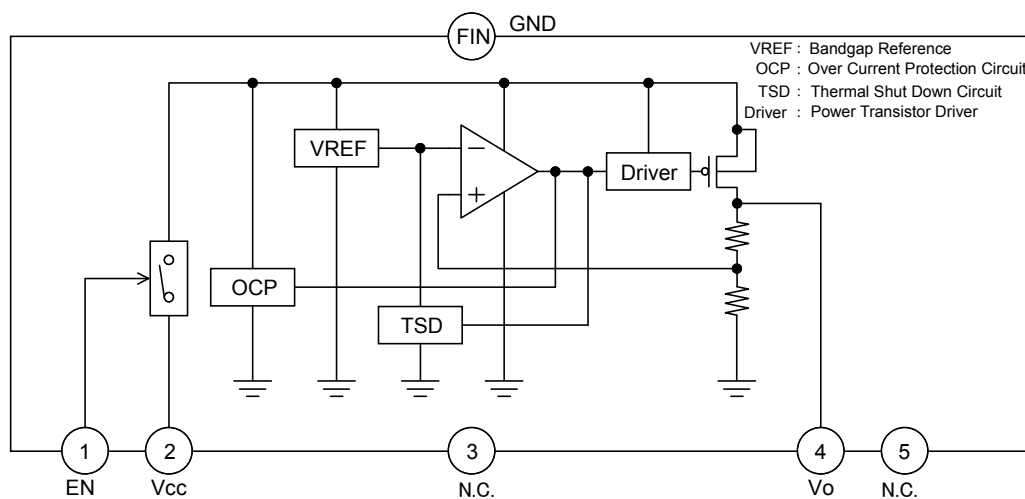 FIN
GND
VREF : Bandgap Reference
OCP : Over Current Protection Circuit
TSD : Thermal Shut Down Circuit
Driver : Power Transistor Driver
VREF
−
+
Driver
OCP
TSD
1
2
3
4
5
EN
Vcc
N.C.
Vo
N.C.